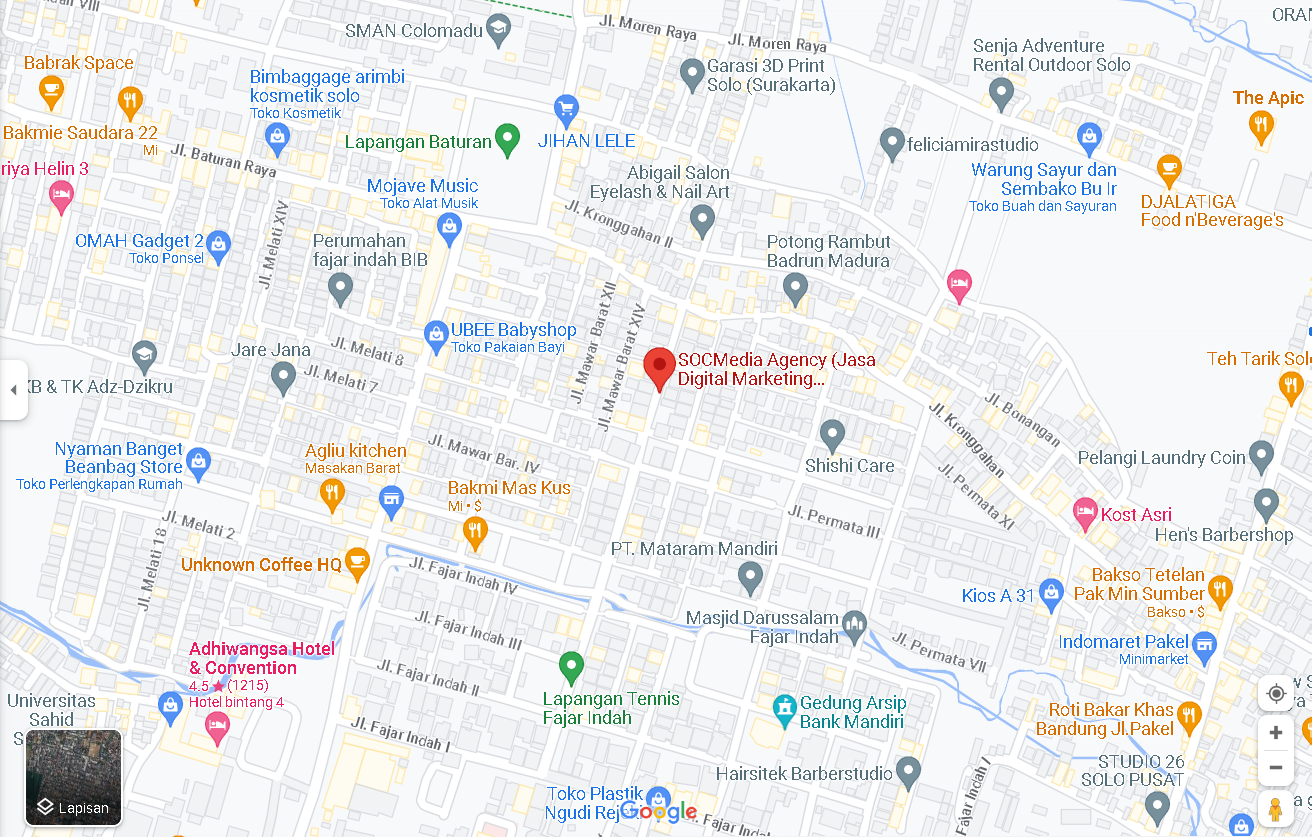 SMAN Colomadu
Jl. Moren Raya
Jl. Moren Raya
Senja Adventure
Rental Outdoor Solo
Babrak Space
Bimbaggage arimbi
kosmetik solo
Toko Kosmetik
Garasi 3D Print
Solo (Surakarta)
The Apic
Bakmie Saudara 22
Mi
Lapangan Baturan
JIHAN LELE
feliciamirastudio
Jl. Baturan Raya
riya Helin 3
Mojave Music
Toko Alat Musik
Abigail Salon
Eyelash & Nail Art
Warung Sayur dan
Sembako Bu Ir
Toko Buah dan Sayuran
DJALATIGA
Food n'Beverage's
Jl. Kronggahan II
OMAH Gadget 2
Toko Ponsel
Jl. Melati XIV
Perumahan
fajar indah BIB
Potong Rambut
Badrun Madura
Jl. Mawar Barat XII
Jl. Mawar Barat XIV
UBEE Babyshop
Toko Pakaian Bayi
Jare Jana
Jl. Melati 8
Jl. Melati 7
SOCMedia Agency (Jasa
Digital Marketing...
KB & TK Adz-Dzikru
Jl. Bonangan
Jl. Kronggahan
Nyaman Banget
Beanbag Store
Toko Perlengkapan Rumah
Agliu kitchen
Masakan Barat
Jl. Mawar Bar. IV
Shishi Care
Pelangi Laundry Coin
Bakmi Mas Kus
Mi • $
Jl. Permata XI
Jl. Permata III
Kost Asri
Hen's Barbershop
Jl. Melati 2
Jl. Melati 18
Unknown Coffee HQ
PT. Mataram Mandiri
Jl. Fajar Indah IV
Kios A 31
Bakso Tetelan
Pak Min Sumber
Bakso • $
Jl. Fajar Indah III
Masjid Darussalam
Fajar Indah
Jl. Permata VII
Indomaret Pakel
Minimarket
Adhiwangsa Hotel
& Convention
4.5 ★ (1215)
Hotel bintang 4
Jl. Fajar Indah II
Lapangan Tennis
Fajar Indah
Gedung Arsip
Bank Mandiri
Universitas
Sahid
Roti Bakar Khas
Bandung Jl.Pakel
Jl. Fajar Indah I
Hairsitek Barberstudio
STUDIO 26
SOLO PUSAT
Lapisan
Toko Plastik
Google
Fajar Indah
Fajar Indah I